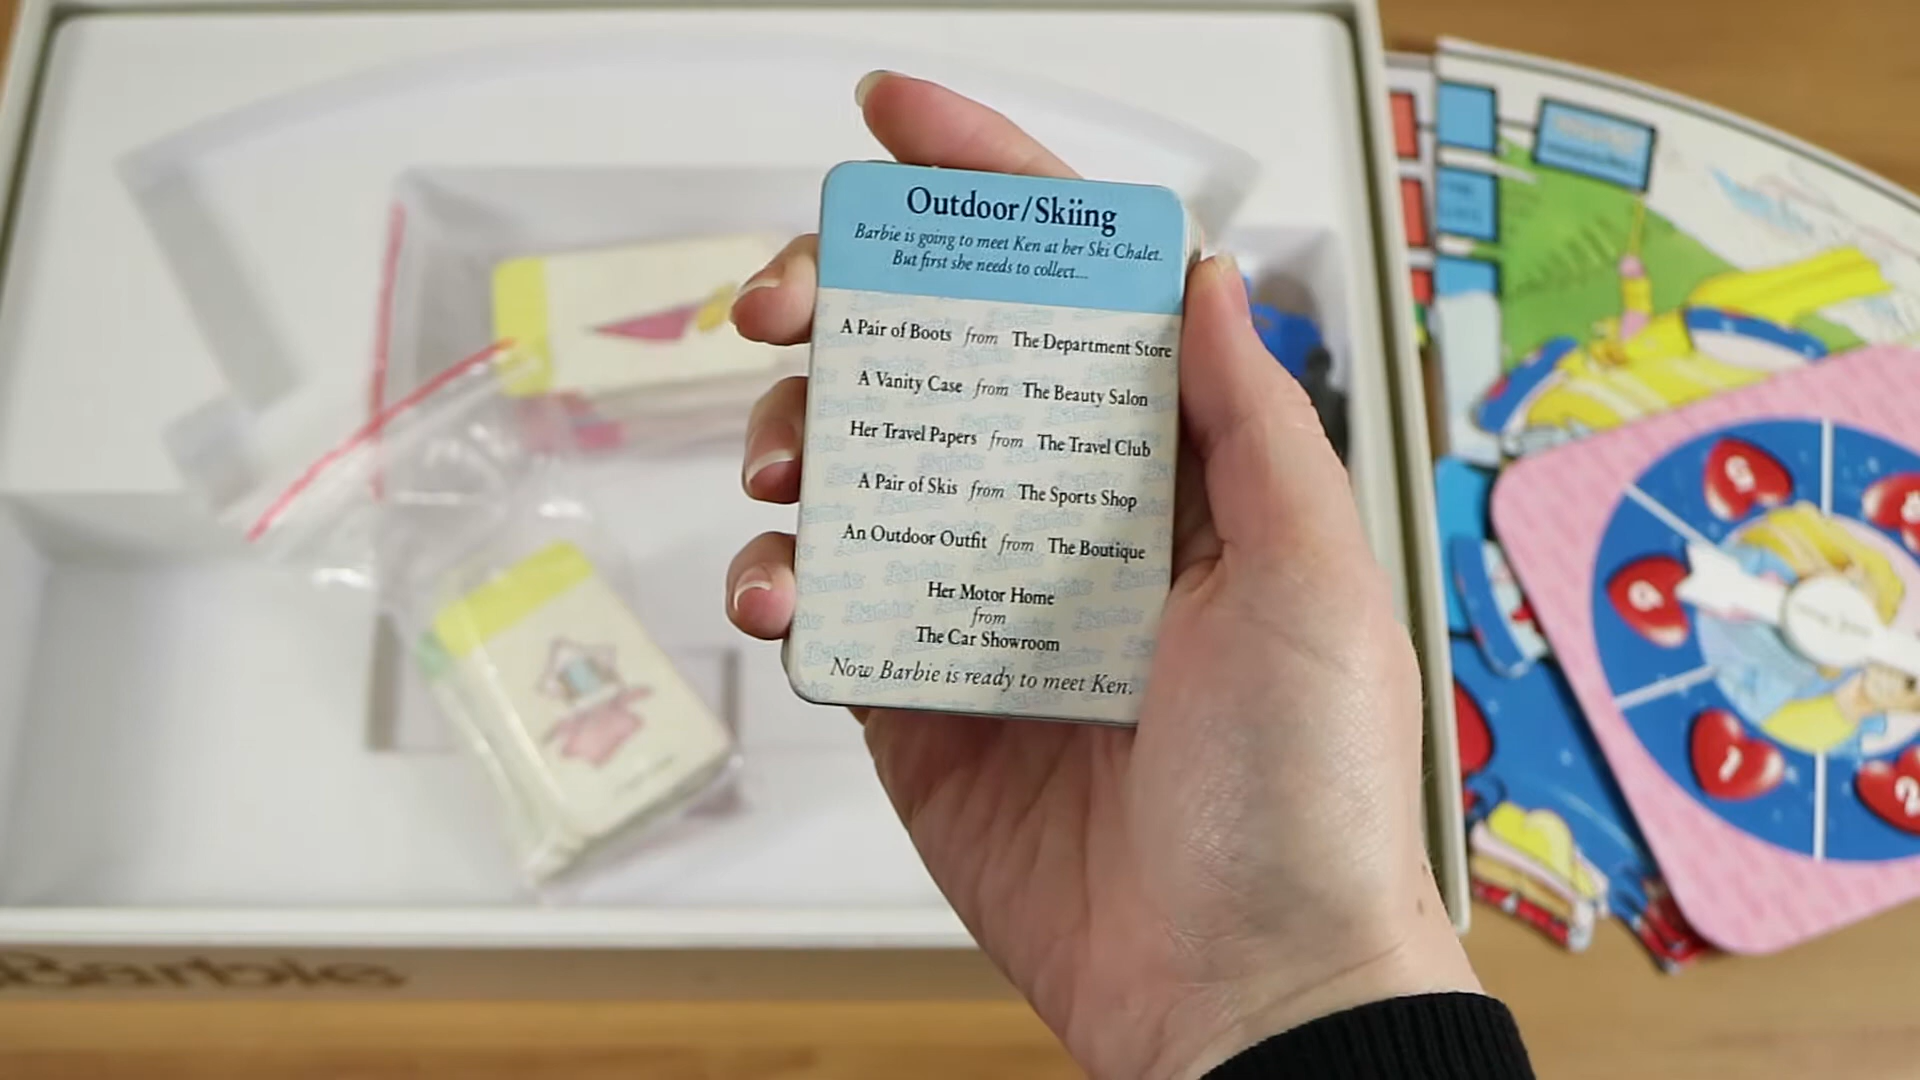 Outdoor/Skiing
Barbie is going to meet Ken at her Ski Chalet.
But first she needs to collect....
A Pair of Boots from The Department Store
A Vanity Case from The Beauty Salon
Her Travel Papers from The Travel Club
A Pair of Skis from The Sports Shop
An Outdoor Outfit from The Boutique
Her Motor Home
from
The Car Showroom
Now Barbie is ready to meet Ken.
Barbie
1
2